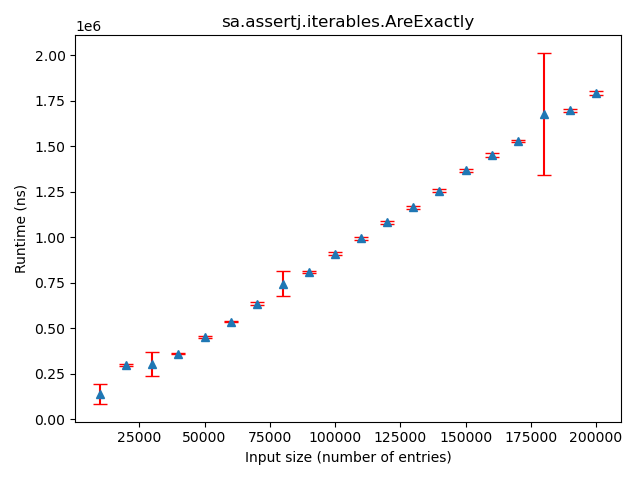 sa.assertj.iterables.AreExactly
1e6
2.00
1.75
1.50
1.25
1.00
0.75
0.50
0.25
0.00
Runtime (ns)
25000 50000 75000 100000 125000 150000 175000 200000
Input size (number of entries)